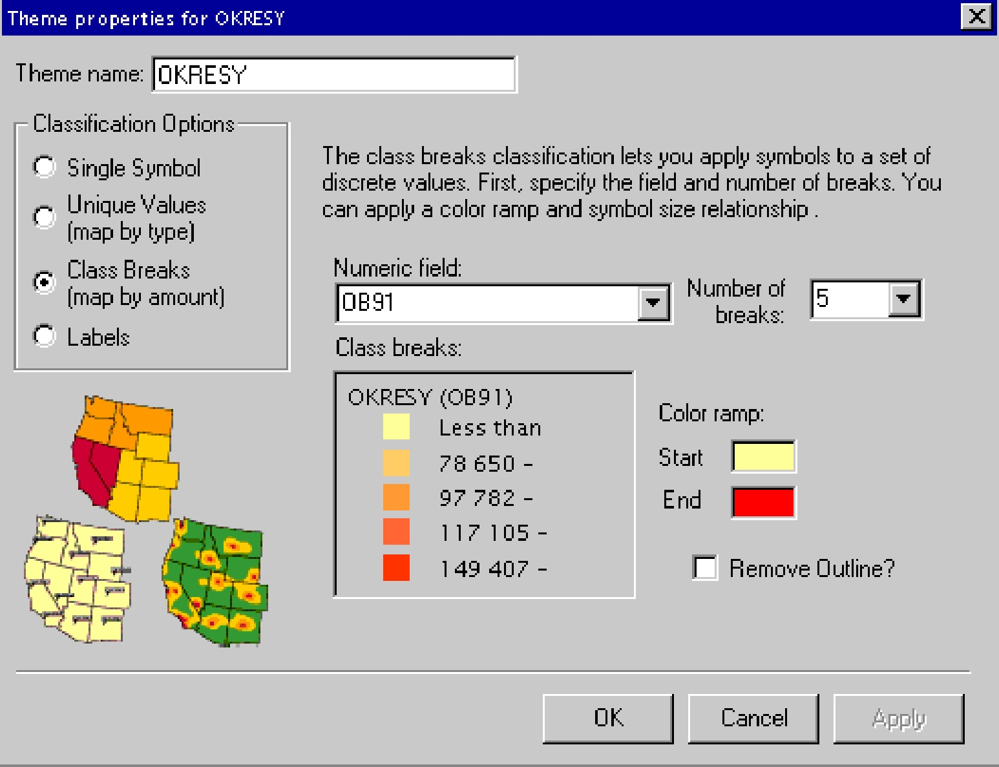 Theme properties for OKRESY
Theme name: OKRESY
Classification Options
Single Symbol
Unique Values
(map by type)
Class Breaks
(map by amount)
Labels
The class breaks classification lets you apply symbols to a set of
discrete values. First, specify the field and number of breaks. You
can apply a color ramp and symbol size relationship .
Numeric field:
OB91
Number of
breaks:
5
Class breaks:
OKRESY (OB91)
Less than
78 650 -
97 782 -
117 105 -
149 407 -
Color ramp:
Start
End
Remove Outline?
OK
Cancel
Apply